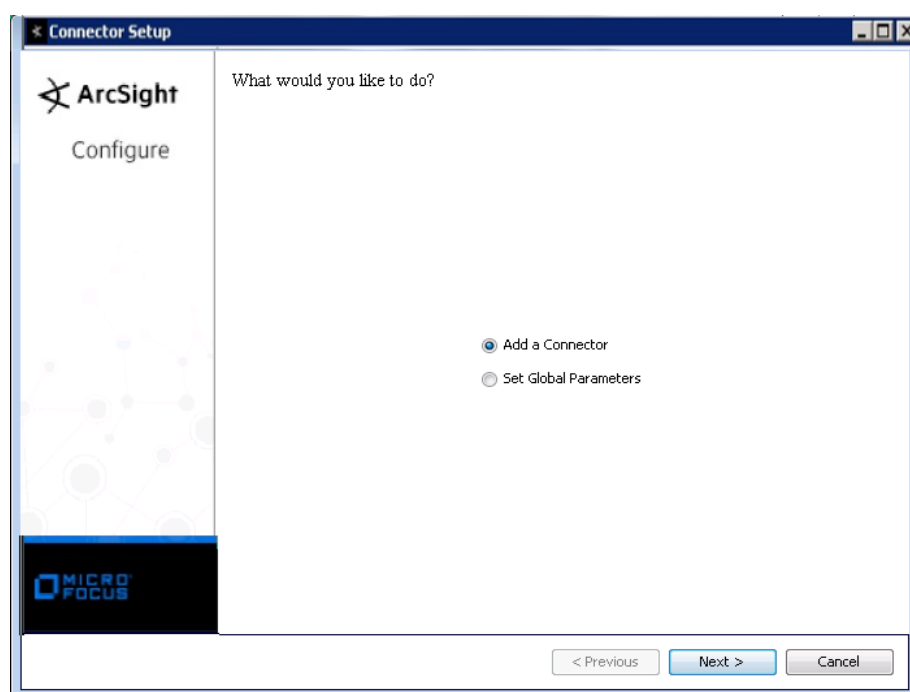 Connector Setup
ArcSight
Configure
What would you like to do?
Add a Connector
Set Global Parameters
MICRO
FOCUS
< Previous
Next >
Cancel